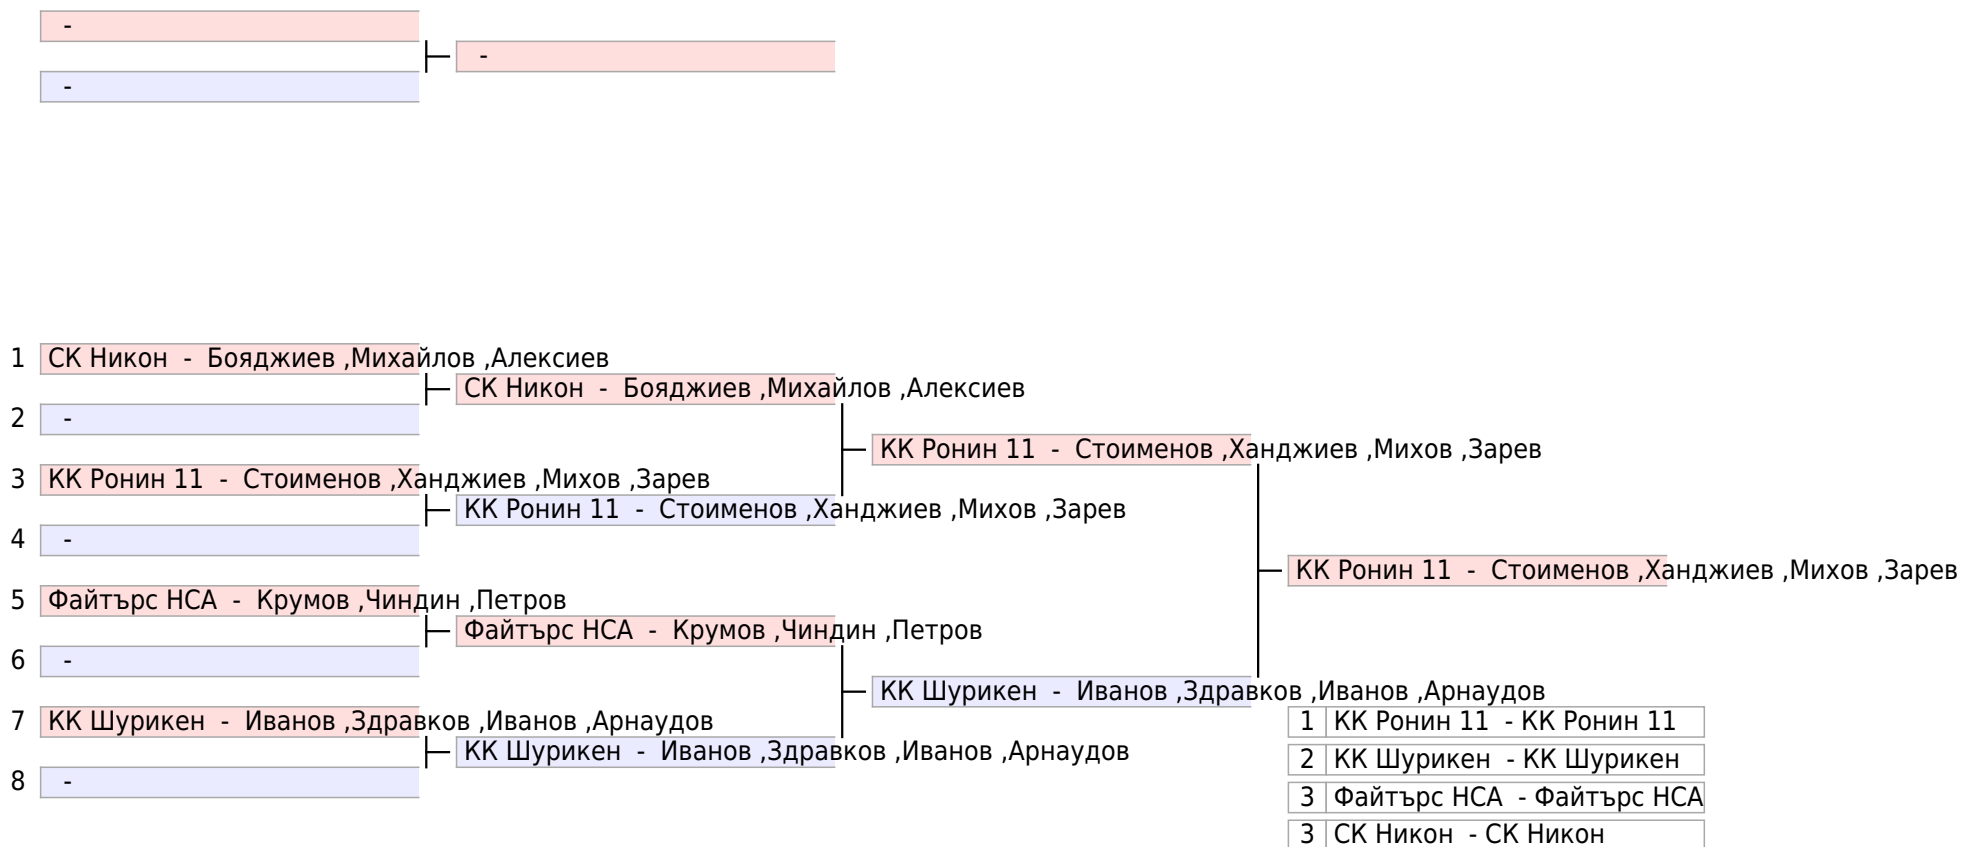 -
-
-
1 СК Никон - Бояджиев ,Михайлов ,Алексиев
СК Никон - Бояджиев ,Михайлов ,Алексиев
2 -
КК Ронин 11 - Стоименов ,Ханджиев ,Михов ,Зарев
3 КК Ронин 11 - Стоименов ,Ханджиев ,Михов ,Зарев
КК Ронин 11 - Стоименов ,Ханджиев ,Михов ,Зарев
4 -
КК Ронин 11 - Стоименов ,Ханджиев ,Михов ,Зарев
5 Файтърс НСА - Крумов ,Чиндин ,Петров
Файтърс НСА - Крумов ,Чиндин ,Петров
6 -
КК Шурикен - Иванов ,Здравков ,Иванов ,Арнаудов
7 КК Шурикен - Иванов ,Здравков ,Иванов ,Арнаудов
КК Шурикен - Иванов ,Здравков ,Иванов ,Арнаудов
8 -
1 КК Ронин 11 - КК Ронин 11
2 КК Шурикен - КК Шурикен
3 Файтърс НСА - Файтърс НСА
3 СК Никон - СК Никон